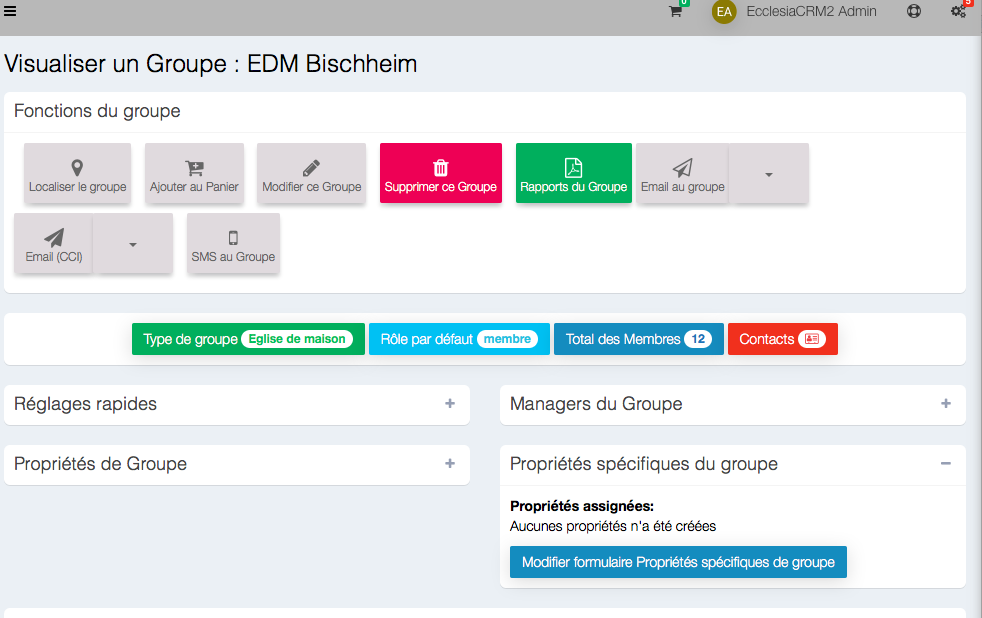 0
5
EA EcclesiaCRM2 Admin
Visualiser un Groupe : EDM Bischheim
Fonctions du groupe
Localiser le groupe Ajouter au Panier Modifier ce Groupe Supprimer ce Groupe Rapports du Groupe Email au groupe
Email (CCI) SMS au Groupe
Type de groupe Eglise de maison Rôle par défaut membre Total des Membres 12 Contacts
Réglages rapides + Managers du Groupe +
Propriétés de Groupe + Propriétés spécifiques du groupe −
Propriétés assignées:
Aucunes propriétés n'a été créées
Modifier formulaire Propriétés spécifiques de groupe